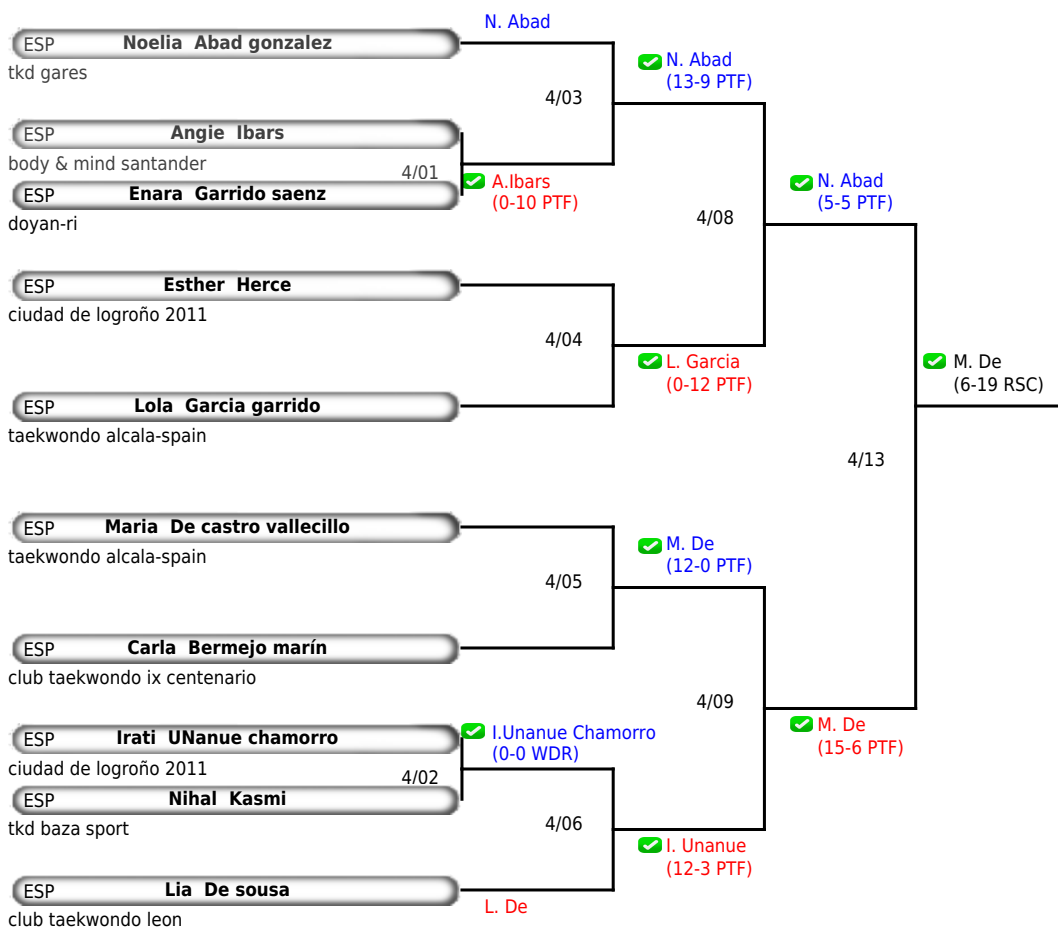 N. Abad
ESP Noelia Abad gonzalez
tkd gares
N. Abad
(13-9 PTF)
4/03
ESP Angie Ibars
body & mind santander
4/01
A.Ibars
(0-10 PTF)
ESP Enara Garrido saenz
doyan-ri
N. Abad
(5-5 PTF)
4/08
ESP Esther Herce
ciudad de logroño 2011
4/04
L. Garcia
(0-12 PTF)
M. De
(6-19 RSC)
ESP Lola Garcia garrido
taekwondo alcala-spain
4/13
ESP Maria De castro vallecillo
taekwondo alcala-spain
M. De
(12-0 PTF)
4/05
ESP Carla Bermejo marín
club taekwondo ix centenario
4/09
M. De
(15-6 PTF)
ESP Irati UNanue chamorro
I.Unanue Chamorro
(0-0 WDR)
ciudad de logroño 2011
4/02
ESP Nihal Kasmi
tkd baza sport
4/06
I. Unanue
(12-3 PTF)
ESP Lia De sousa
L. De
club taekwondo leon